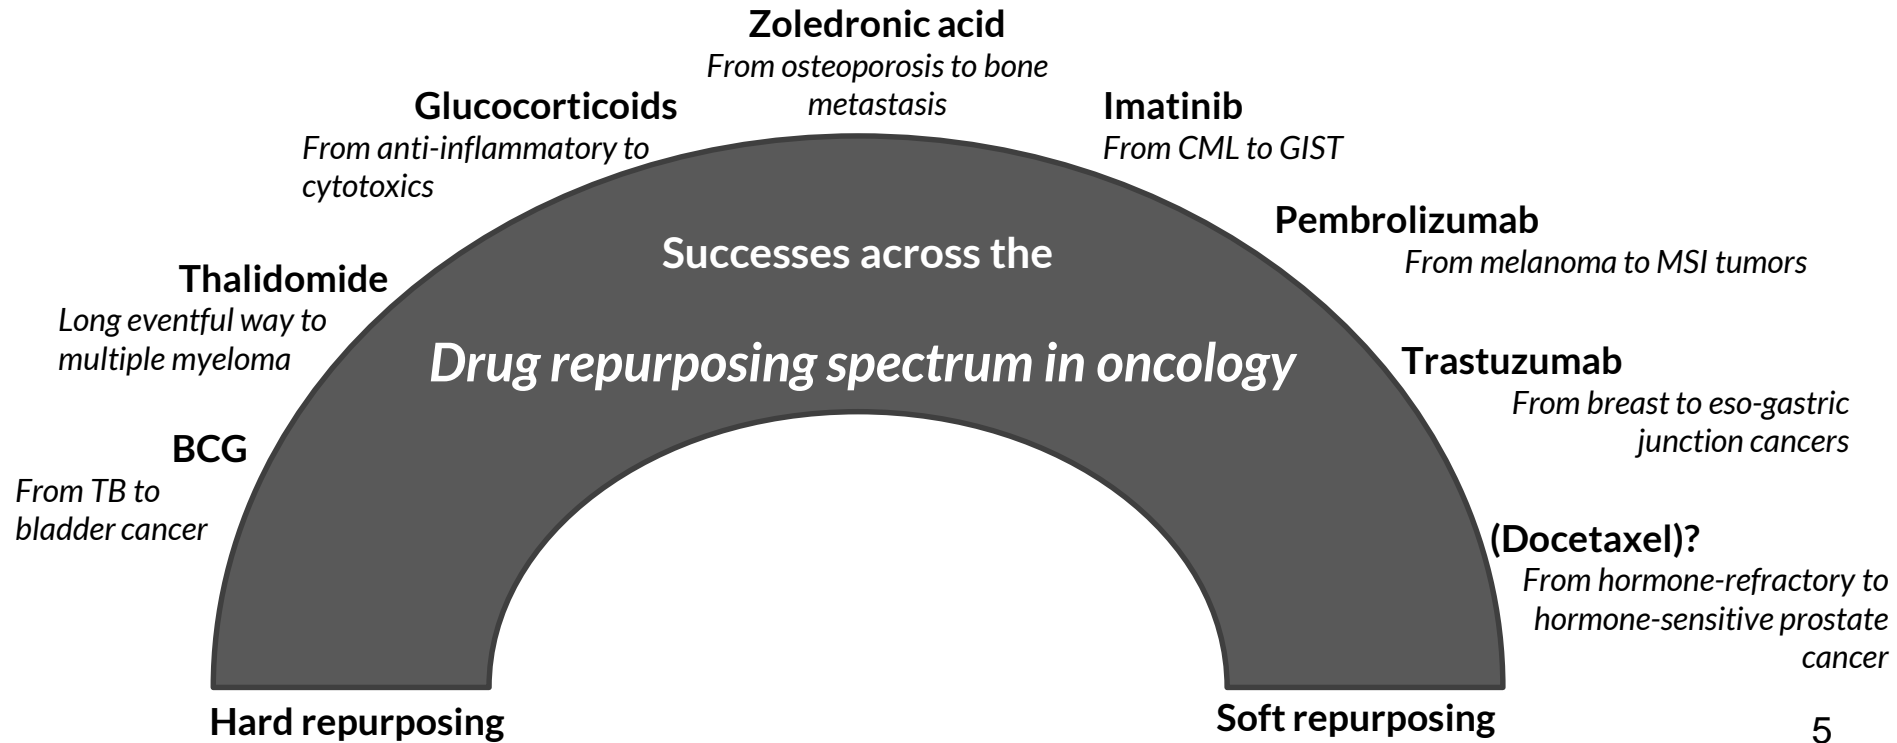 Zoledronic acid
From osteoporosis to bone
metastasis
Glucocorticoids
From anti-inflammatory to
cytotoxics
Imatinib
From CML to GIST
Thalidomide
Long eventful way to
multiple myeloma
Pembrolizumab
From melanoma to MSI tumors
BCG
From TB to
bladder cancer
Trastuzumab
From breast to eso-gastric
junction cancers
(Docetaxel)?
From hormone-refractory to
hormone-sensitive prostate
cancer
Successes across the
Drug repurposing spectrum in oncology
Hard repurposing
Soft repurposing
5